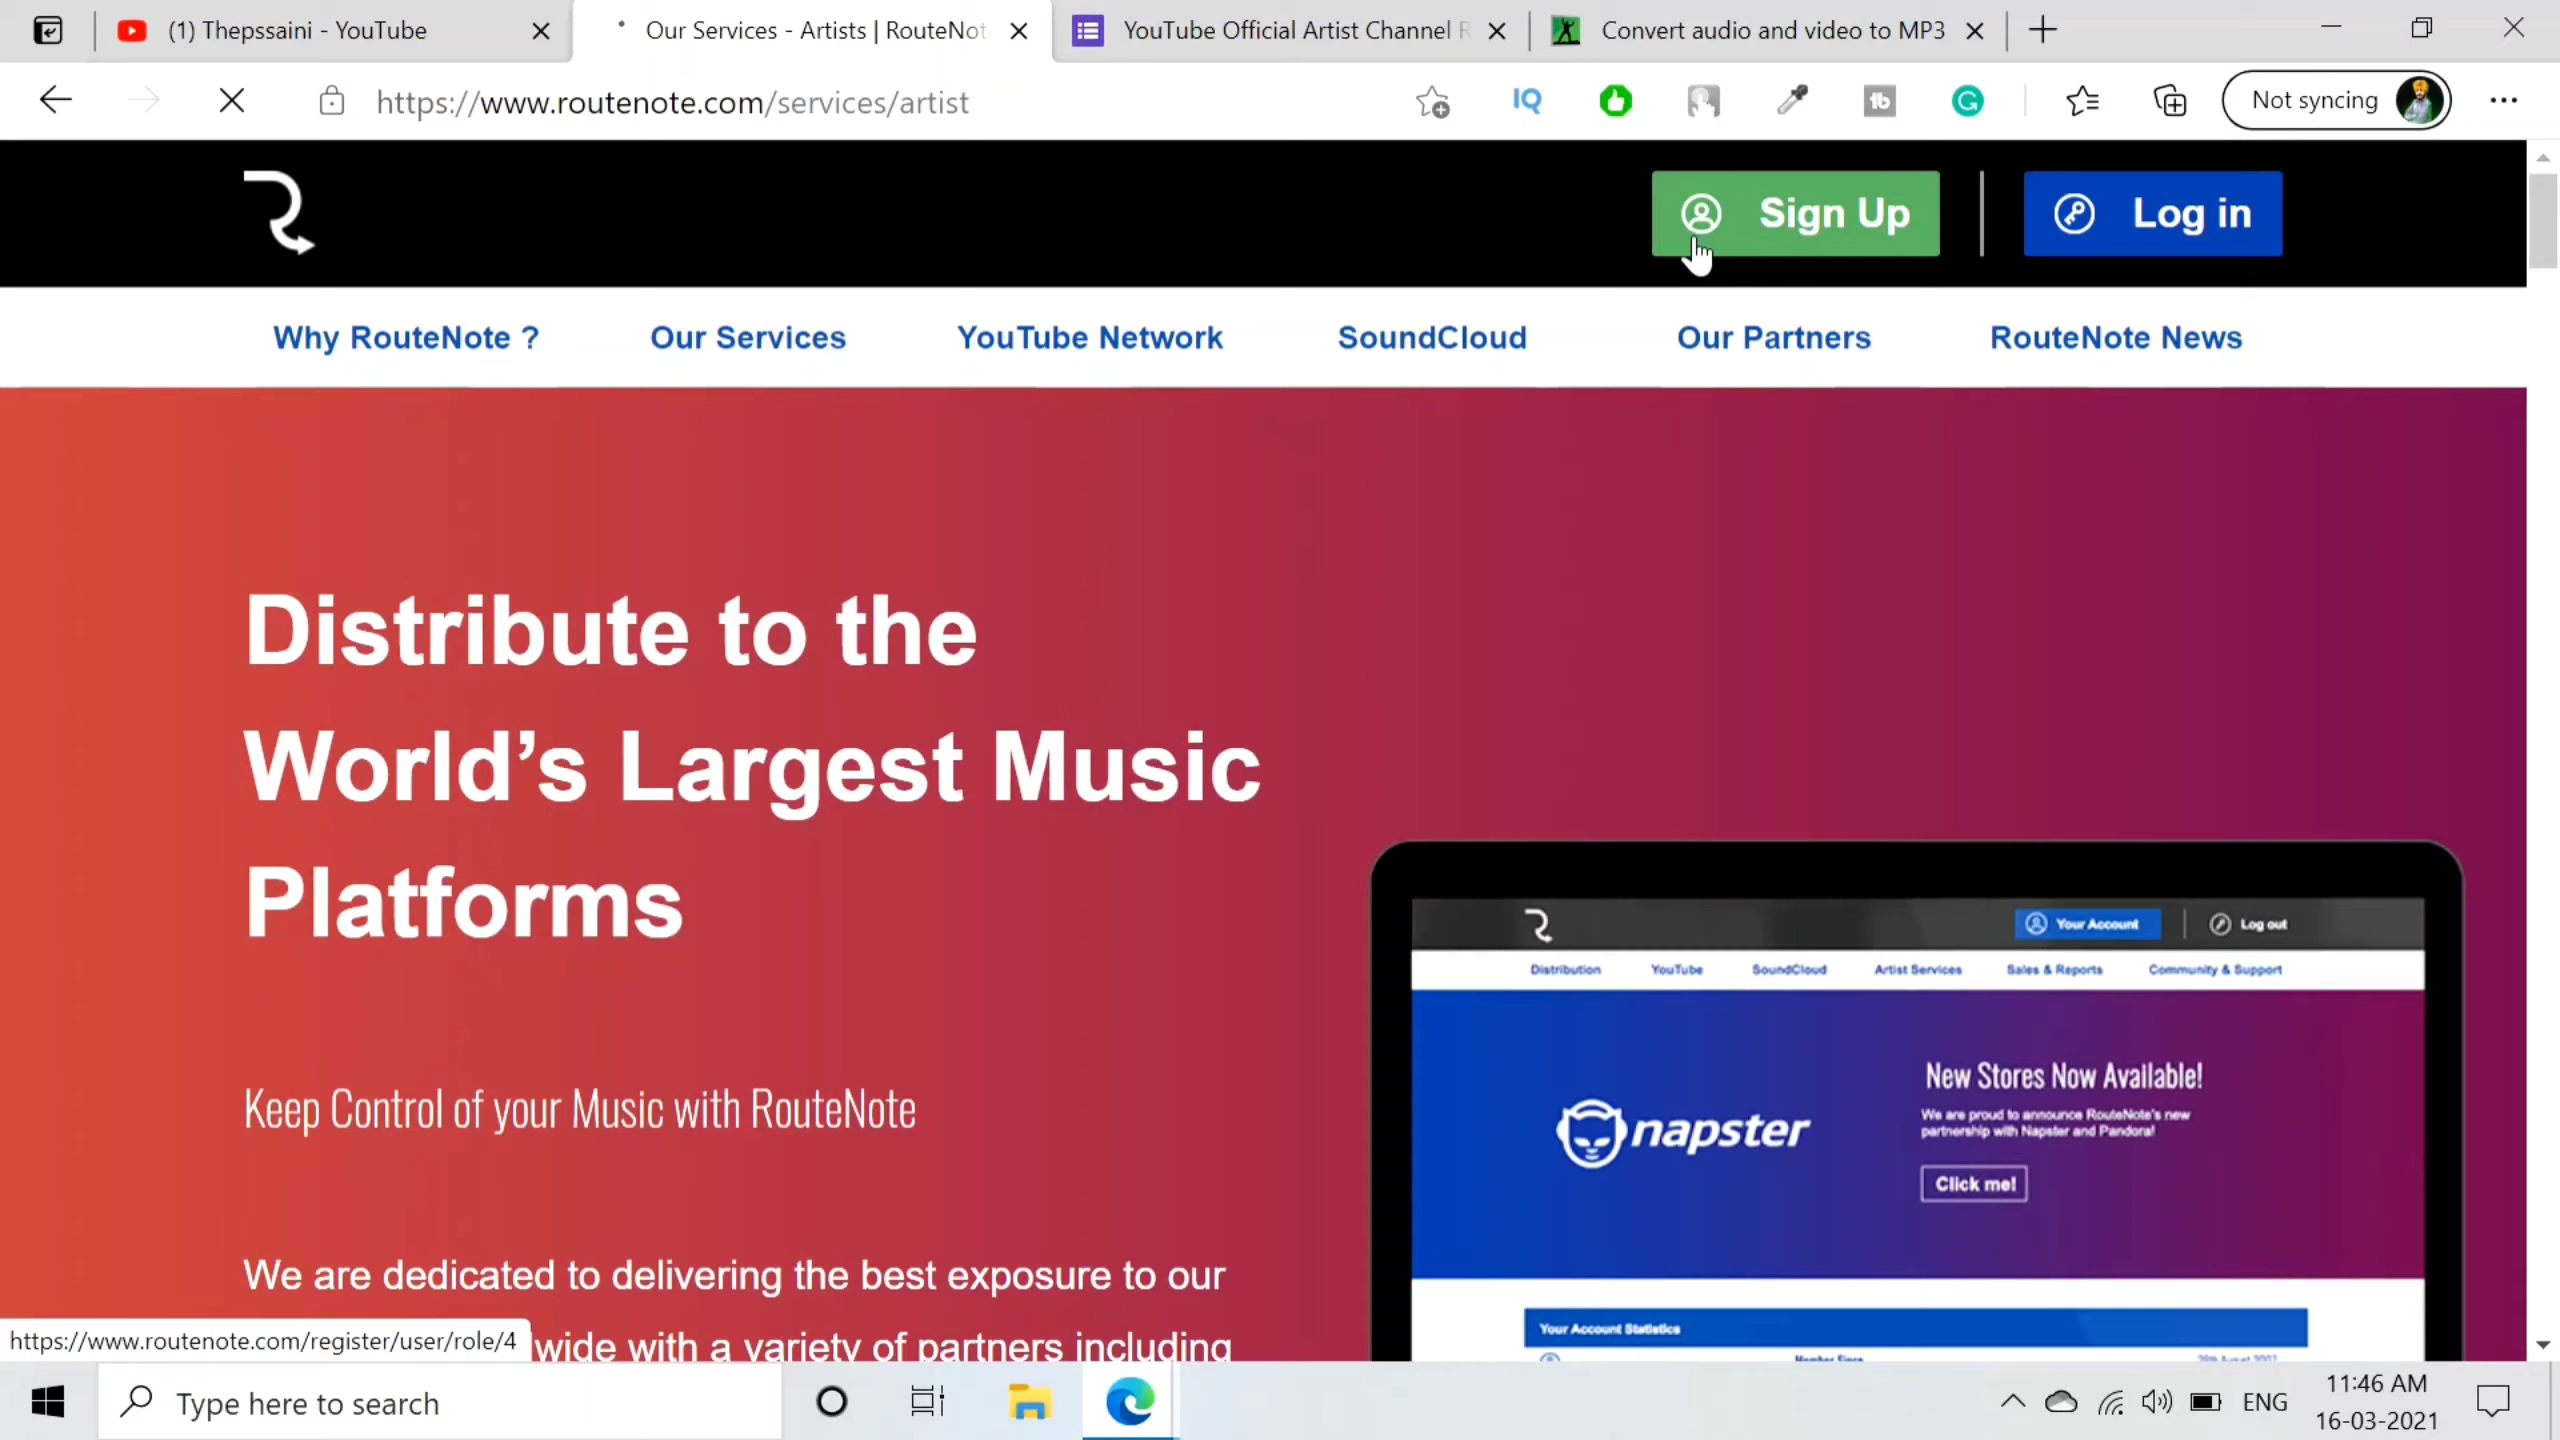 (1) Thepssaini - YouTube
Our Services - Artists | RouteNot
YouTube Official Artist Channel R
Convert audio and video to MP3
https://www.routenote.com/services/artist
IQ
tb
G
Not syncing
Sign Up
Log in
Why RouteNote ?
Our Services
YouTube Network
SoundCloud
Our Partners
RouteNote News
Distribute to the
World’s Largest Music
Platforms
Keep Control of your Music with RouteNote
We are dedicated to delivering the best exposure to our
wide with a variety of partners including
Your Account
Log out
Distribution
YouTube
SoundCloud
Artist Services
Sales & Reports
Community & Support
napster
New Stores Now Available!
We are proud to announce RouteNote's new
partnership with Napster and Pandora!
Click me!
Your Account Statistics
Member Since
https://www.routenote.com/register/user/role/4
Type here to search
ENG
11:46 AM
16-03-2021